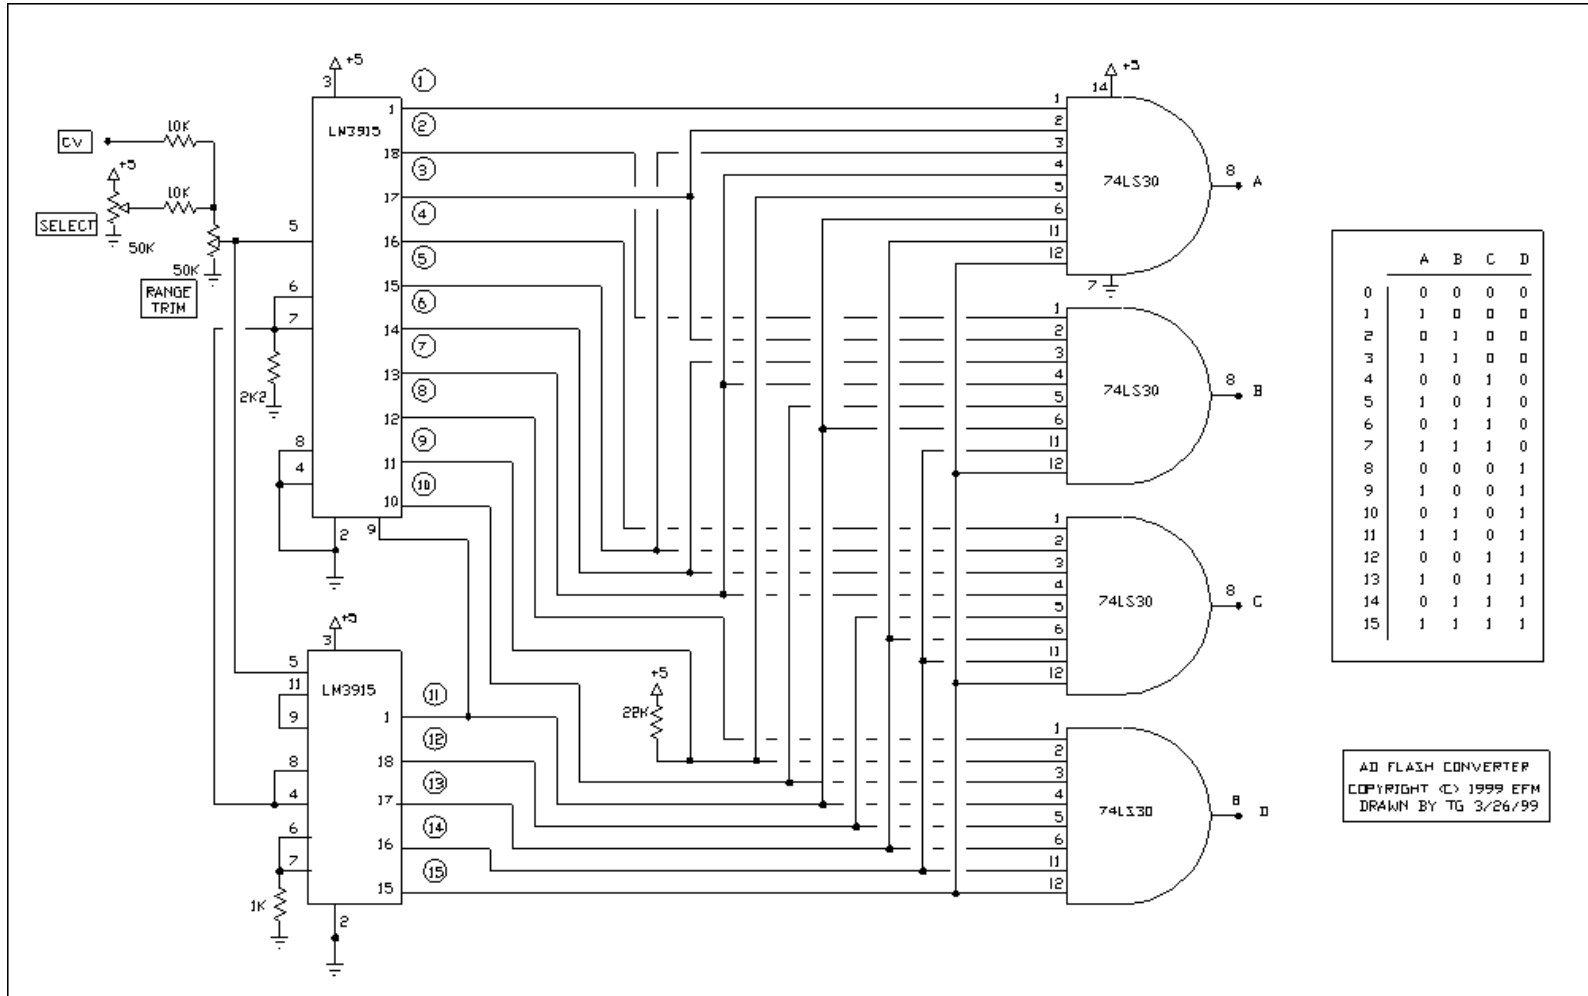 +5
3
1
LM3915
1
2
18
3
17
4
16
5
15
6
14
7
13
8
12
9
11
10
10
5
6
7
8
4
2
9
CV
10K
+5
10K
SELECT
50K
50K
RANGE
TRIM
2K2
+5
3
LM3915
5
11
9
8
4
6
7
1K
2
11
1
12
18
13
17
14
16
15
15
+5
22K
+5
14
1
2
3
4
5
6
11
12
74LS30
7
8
A
1
2
3
4
5
6
11
12
74LS30
8
B
1
2
3
4
5
6
11
12
74LS30
8
C
1
2
3
4
5
6
11
12
74LS30
8
D
A B C D
0 0 0 0 0
1 1 0 0 0
2 0 1 0 0
3 1 1 0 0
4 0 0 1 0
5 1 0 1 0
6 0 1 1 0
7 1 1 1 0
8 0 0 0 1
9 1 0 0 1
10 0 1 0 1
11 1 1 0 1
12 0 0 1 1
13 1 0 1 1
14 0 1 1 1
15 1 1 1 1
AD FLASH CONVERTER
COPYRIGHT (C) 1999 EFM
DRAWN BY TG 3/26/99